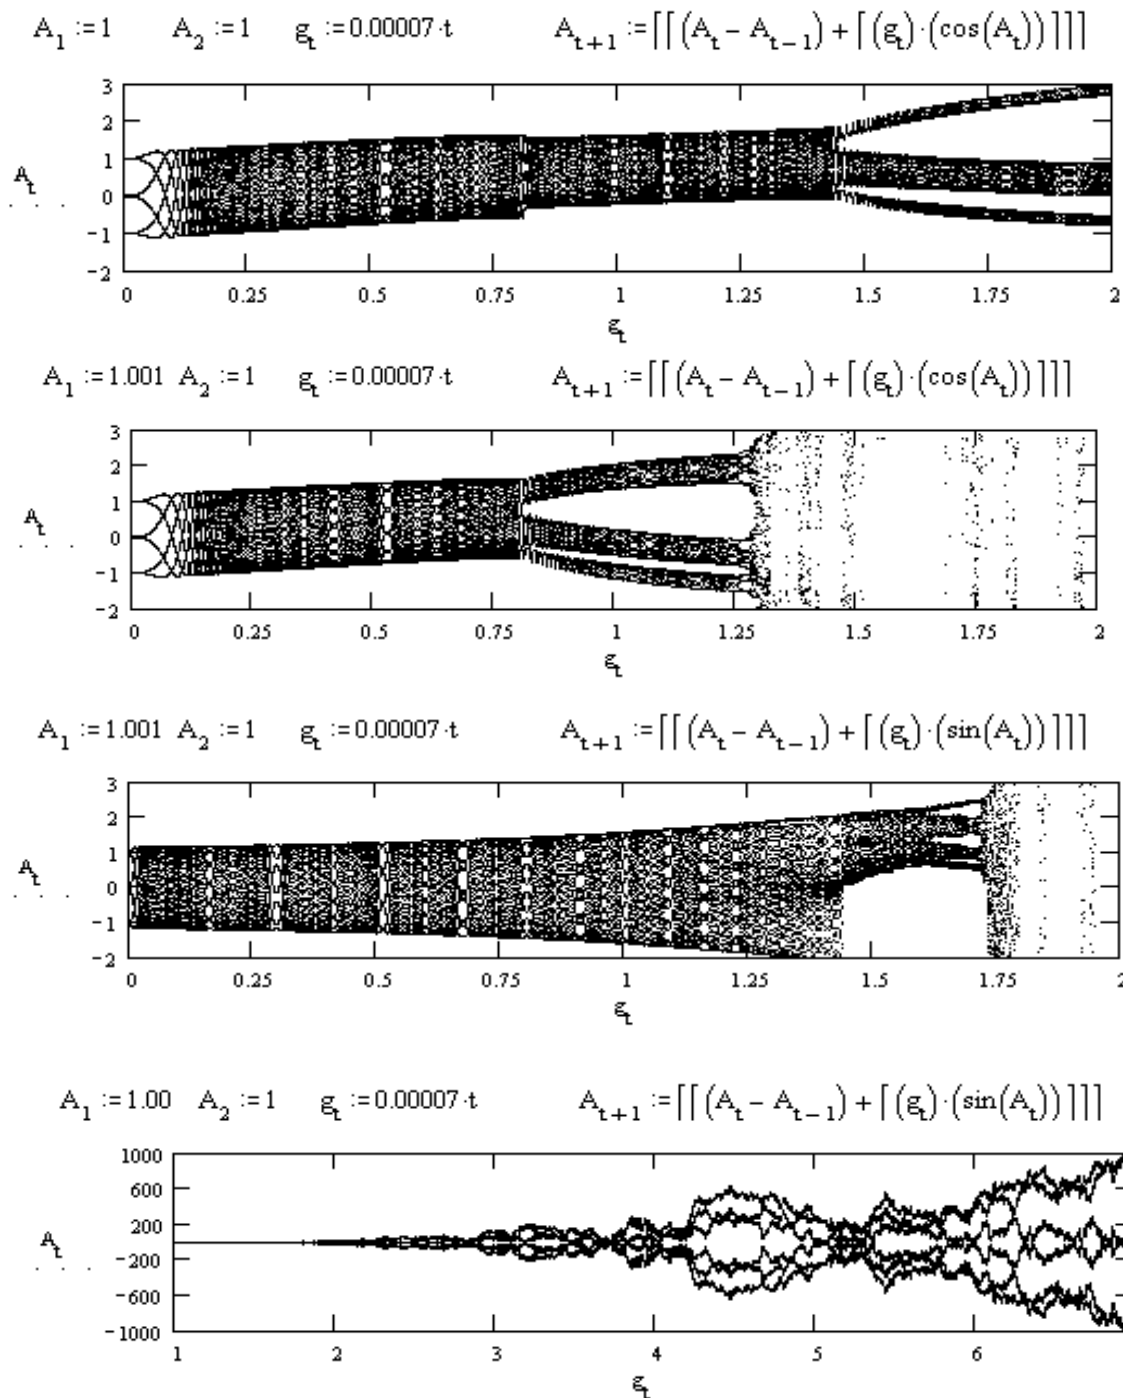 A₁ := 1 A₂ := 1 gₜ := 0.00007·t Aₜ₊₁ := ⌈⌈(Aₜ − Aₜ₋₁) + ⌈(gₜ)·(cos(Aₜ))⌉⌉⌉
3
2
1
0
−1
−2
Aₜ
0 0.25 0.5 0.75 1 1.25 1.5 1.75 2
gₜ
A₁ := 1.001 A₂ := 1 gₜ := 0.00007·t Aₜ₊₁ := ⌈⌈(Aₜ − Aₜ₋₁) + ⌈(gₜ)·(cos(Aₜ))⌉⌉⌉
3
2
1
0
−1
−2
Aₜ
0 0.25 0.5 0.75 1 1.25 1.5 1.75 2
gₜ
A₁ := 1.001 A₂ := 1 gₜ := 0.00007·t Aₜ₊₁ := ⌈⌈(Aₜ − Aₜ₋₁) + ⌈(gₜ)·(sin(Aₜ))⌉⌉⌉
3
2
1
0
−1
−2
Aₜ
0 0.25 0.5 0.75 1 1.25 1.5 1.75 2
gₜ
A₁ := 1.00 A₂ := 1 gₜ := 0.00007·t Aₜ₊₁ := ⌈⌈(Aₜ − Aₜ₋₁) + ⌈(gₜ)·(sin(Aₜ))⌉⌉⌉
1000
600
200
−200
−600
−1000
Aₜ
1 2 3 4 5 6
gₜ